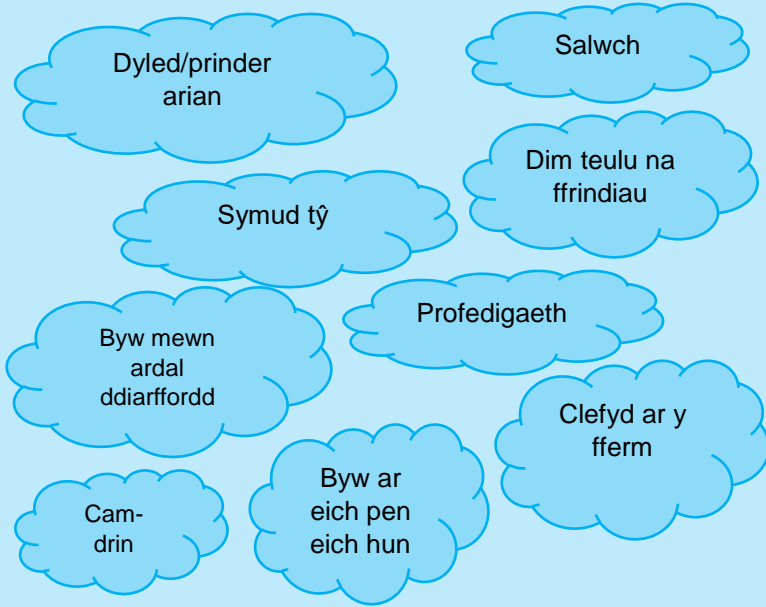 Dyled/prinder
arian
Salwch
Dim teulu na
ffrindiau
Symud tŷ
Profedigaeth
Byw mewn
ardal
ddiarffordd
Clefyd ar y
fferm
Byw ar
eich pen
eich hun
Cam-
drin